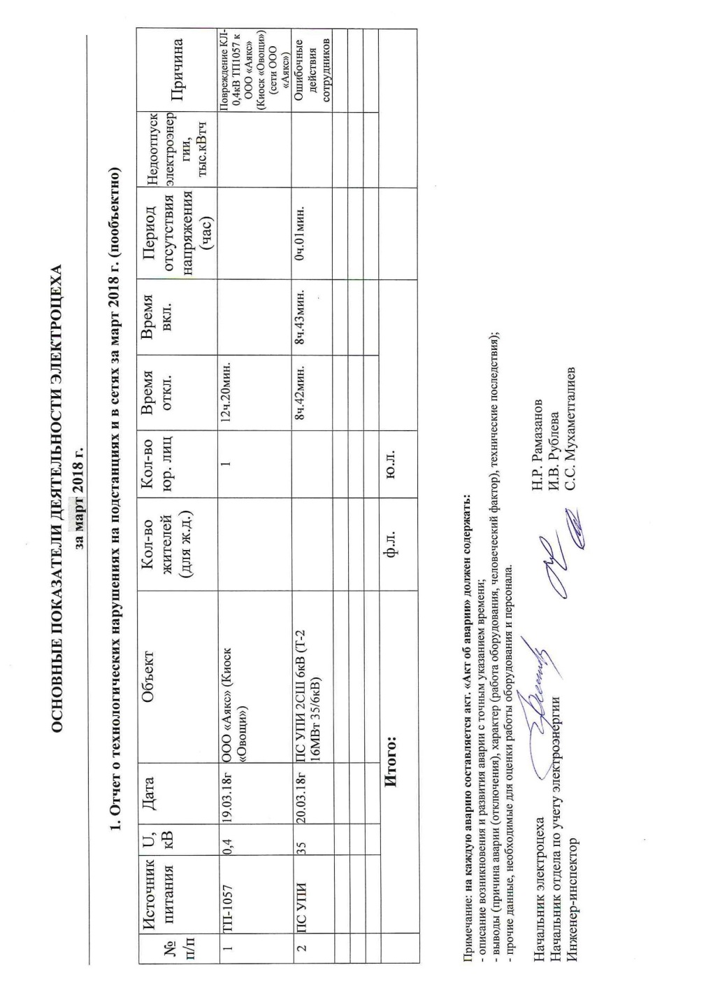 ОСНОВНЫЕ ПОКАЗАТЕЛИ ДЕЯТЕЛЬНОСТИ ЭЛЕКТРОЦЕХА
за март 2018 г.
1. Отчет о технологических нарушениях на подстанциях и в сетях за март 2018 г. (пообъектно)
№
п/п
Источник
питания
U,
кВ
Дата
Объект
Кол-во
жителей
(для ж.д.)
Кол-во
юр. лиц
Время
откл.
Время
вкл.
Период
отсутствия
напряжения
(час)
Недоотпуск
электроэнер
гии,
тыс.кВтч
Причина
1
ТП-1057
0,4
19.03.18г
ООО «Аякс» (Киоск
«Овощи»)
1
12ч.20мин.
Повреждение КЛ-
0,4кВ ТП1057 к
ООО «Аякс»
(Киоск «Овощи»)
(сети ООО
«Аякс»)
2
ПС УПИ
35
20.03.18г
ПС УПИ 2СШ 6кВ (Т-2
16МВт 35/6кВ)
8ч.42мин.
8ч.43мин.
0ч.01мин.
Ошибочные
действия
сотрудников
Итого:
ф.л.
ю.л.
Примечание: на каждую аварию составляется акт. «Акт об аварии» должен содержать:
- описание возникновения и развития аварии с точным указанием времени;
- выводы (причина аварии (отключения), характер (работа оборудования, человеческий фактор), технические последствия);
- прочие данные, необходимые для оценки работы оборудования и персонала.
Начальник электроцеха Н.Р. Рамазанов
Начальник отдела по учету электроэнергии И.В. Рублева
Инженер-инспектор С.С. Мухаметгалиев